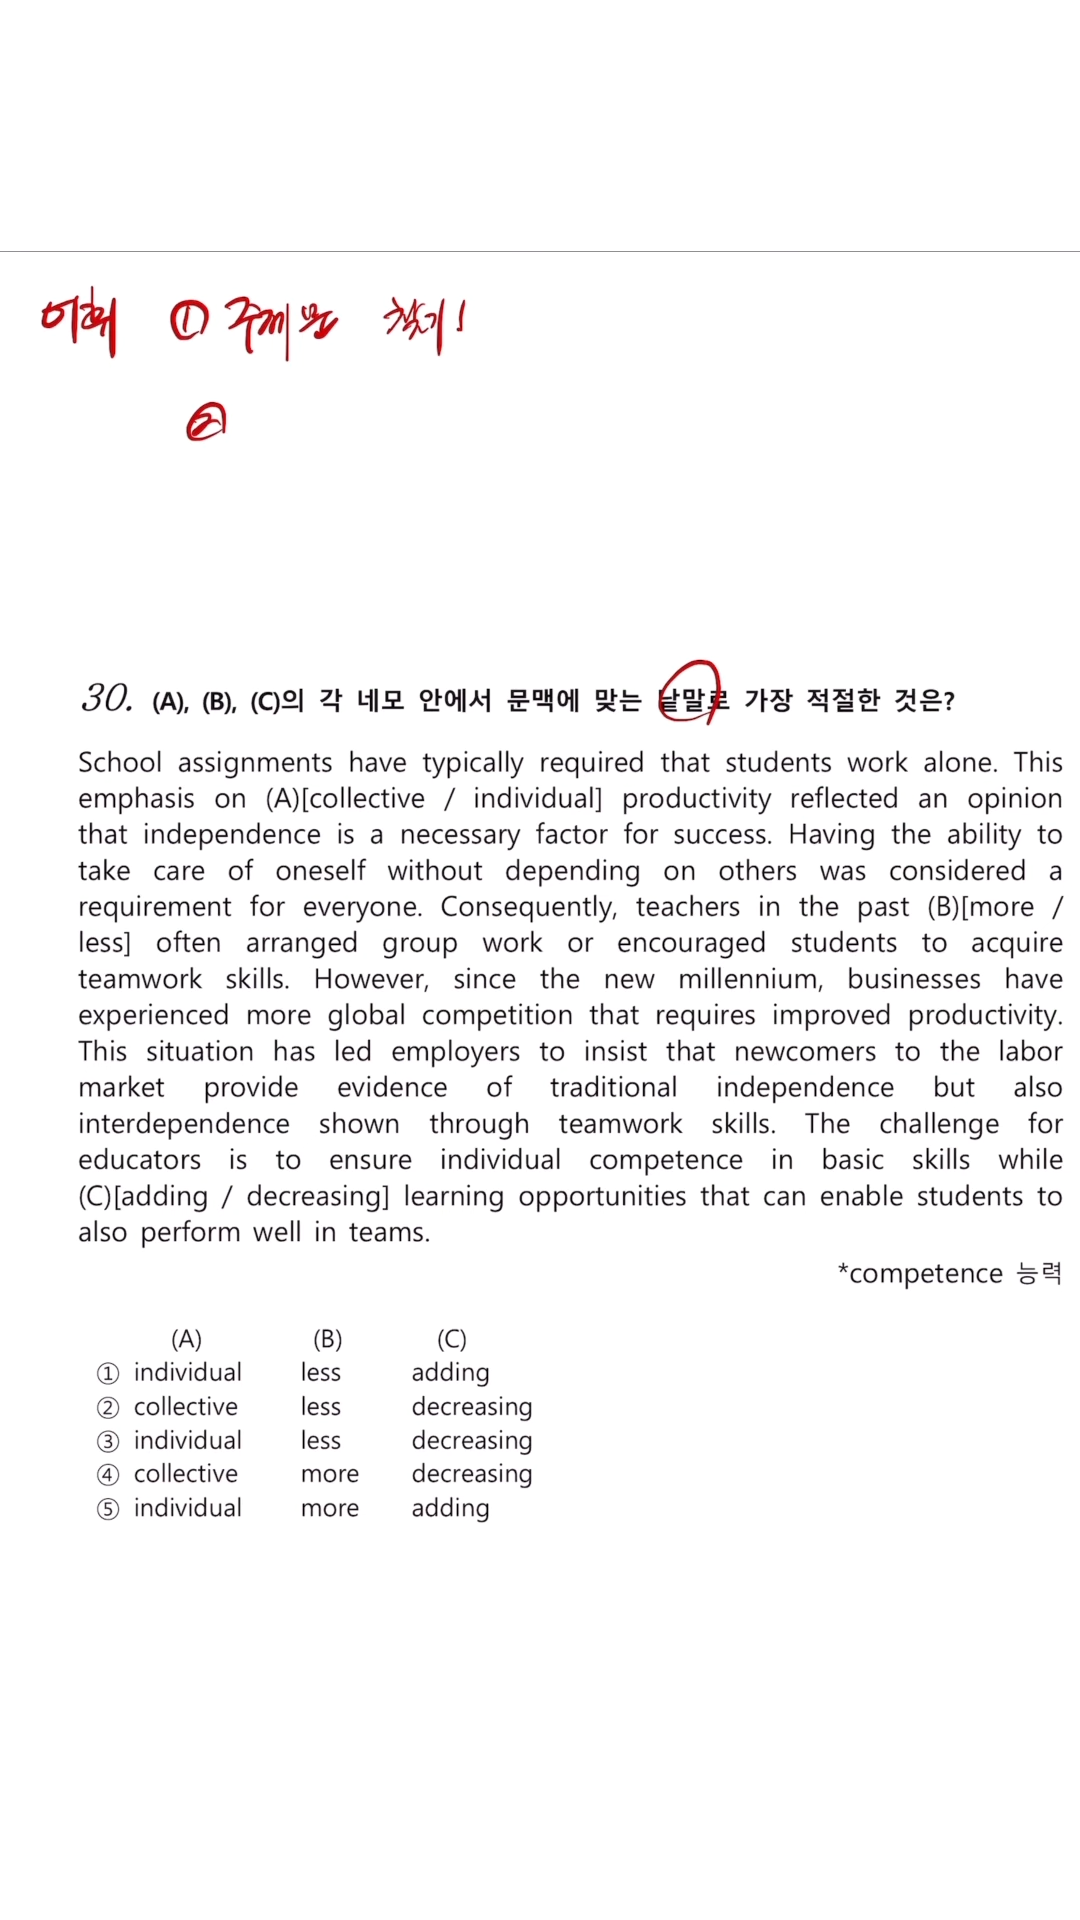 어휘 ① 주제문 찾기!
②
30. (A), (B), (C)의 각 네모 안에서 문맥에 맞는 낱말로 가장 적절한 것은?
School assignments have typically required that students work alone. This
emphasis on (A)[collective / individual] productivity reflected an opinion
that independence is a necessary factor for success. Having the ability to
take care of oneself without depending on others was considered a
requirement for everyone. Consequently, teachers in the past (B)[more /
less] often arranged group work or encouraged students to acquire
teamwork skills. However, since the new millennium, businesses have
experienced more global competition that requires improved productivity.
This situation has led employers to insist that newcomers to the labor
market provide evidence of traditional independence but also
interdependence shown through teamwork skills. The challenge for
educators is to ensure individual competence in basic skills while
(C)[adding / decreasing] learning opportunities that can enable students to
also perform well in teams.
*competence 능력
(A) (B) (C)
① individual less adding
② collective less decreasing
③ individual less decreasing
④ collective more decreasing
⑤ individual more adding